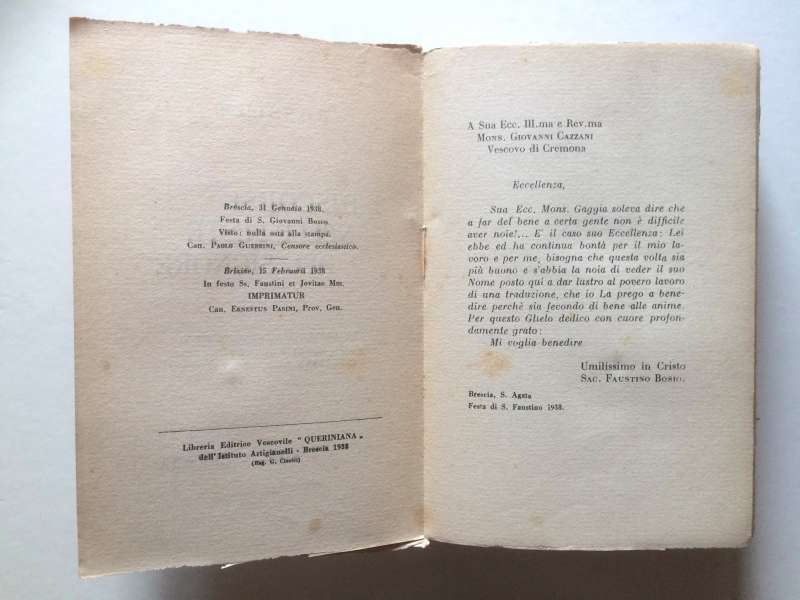 Brescia, 31 Gennaio 1938.
Festa di S. Giovanni Bosco.
Visto: nulla osta alla stampa.
Can. PAOLO GUERRINI, Censore ecclesiastico.
Brixiae, 15 Februarii 1938
In festo Ss. Faustini et Jovitae Mm.
IMPRIMATUR
Can. ERNESTUS PASINI, Prov. Gen.
Libreria Editrice Vescovile "QUERINIANA„
dell'Istituto Artigianelli - Brescia 1938
(Rag. G. Cinelli)
A Sua Ecc. Ill.ma e Rev.ma
MONS. GIOVANNI CAZZANI
Vescovo di Cremona
Eccellenza,
Sua Ecc. Mons. Gaggia soleva dire che
a far del bene a certa gente non è difficile
aver noie!... E' il caso suo Eccellenza: Lei
ebbe ed ha continua bontà per il mio la-
voro e per me, bisogna che questa volta sia
più buono e s'abbia la noia di veder il suo
Nome posto qui a dar lustro al povero lavoro
di una traduzione, che io La prego a bene-
dire perchè sia fecondo di bene alle anime.
Per questo Glielo dedico con cuore profon-
damente grato:
Mi voglia benedire
Umilissimo in Cristo
SAC. FAUSTINO BOSIO.
Brescia, S. Agata
Festa di S. Faustino 1938.